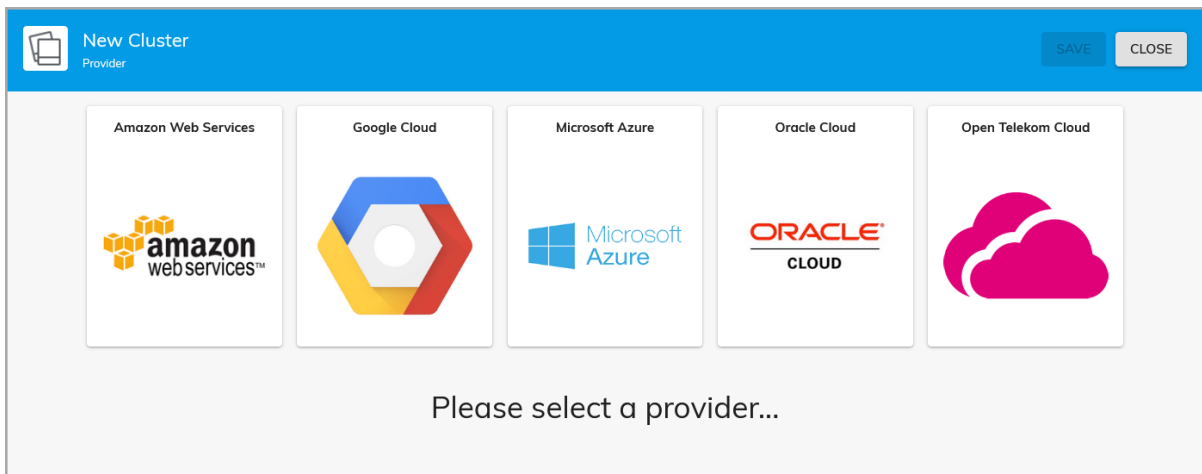 New Cluster
Provider
SAVE
CLOSE
Amazon Web Services
Google Cloud
Microsoft Azure
Oracle Cloud
Open Telekom Cloud
amazon
webservices™
Microsoft
Azure
ORACLE®
CLOUD
Please select a provider...